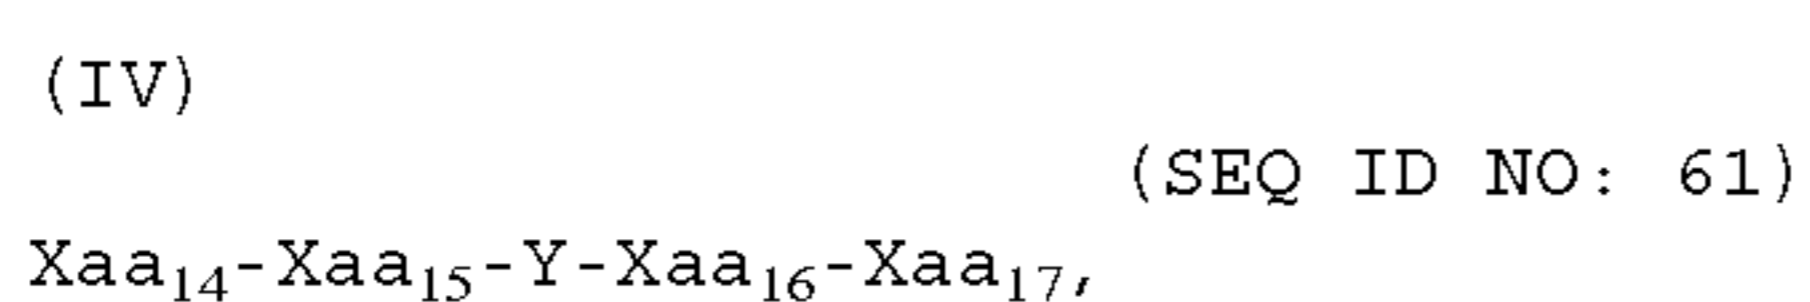 (IV)
(SEQ ID NO: 61)
Xaa₁₄-Xaa₁₅-Y-Xaa₁₆-Xaa₁₇,